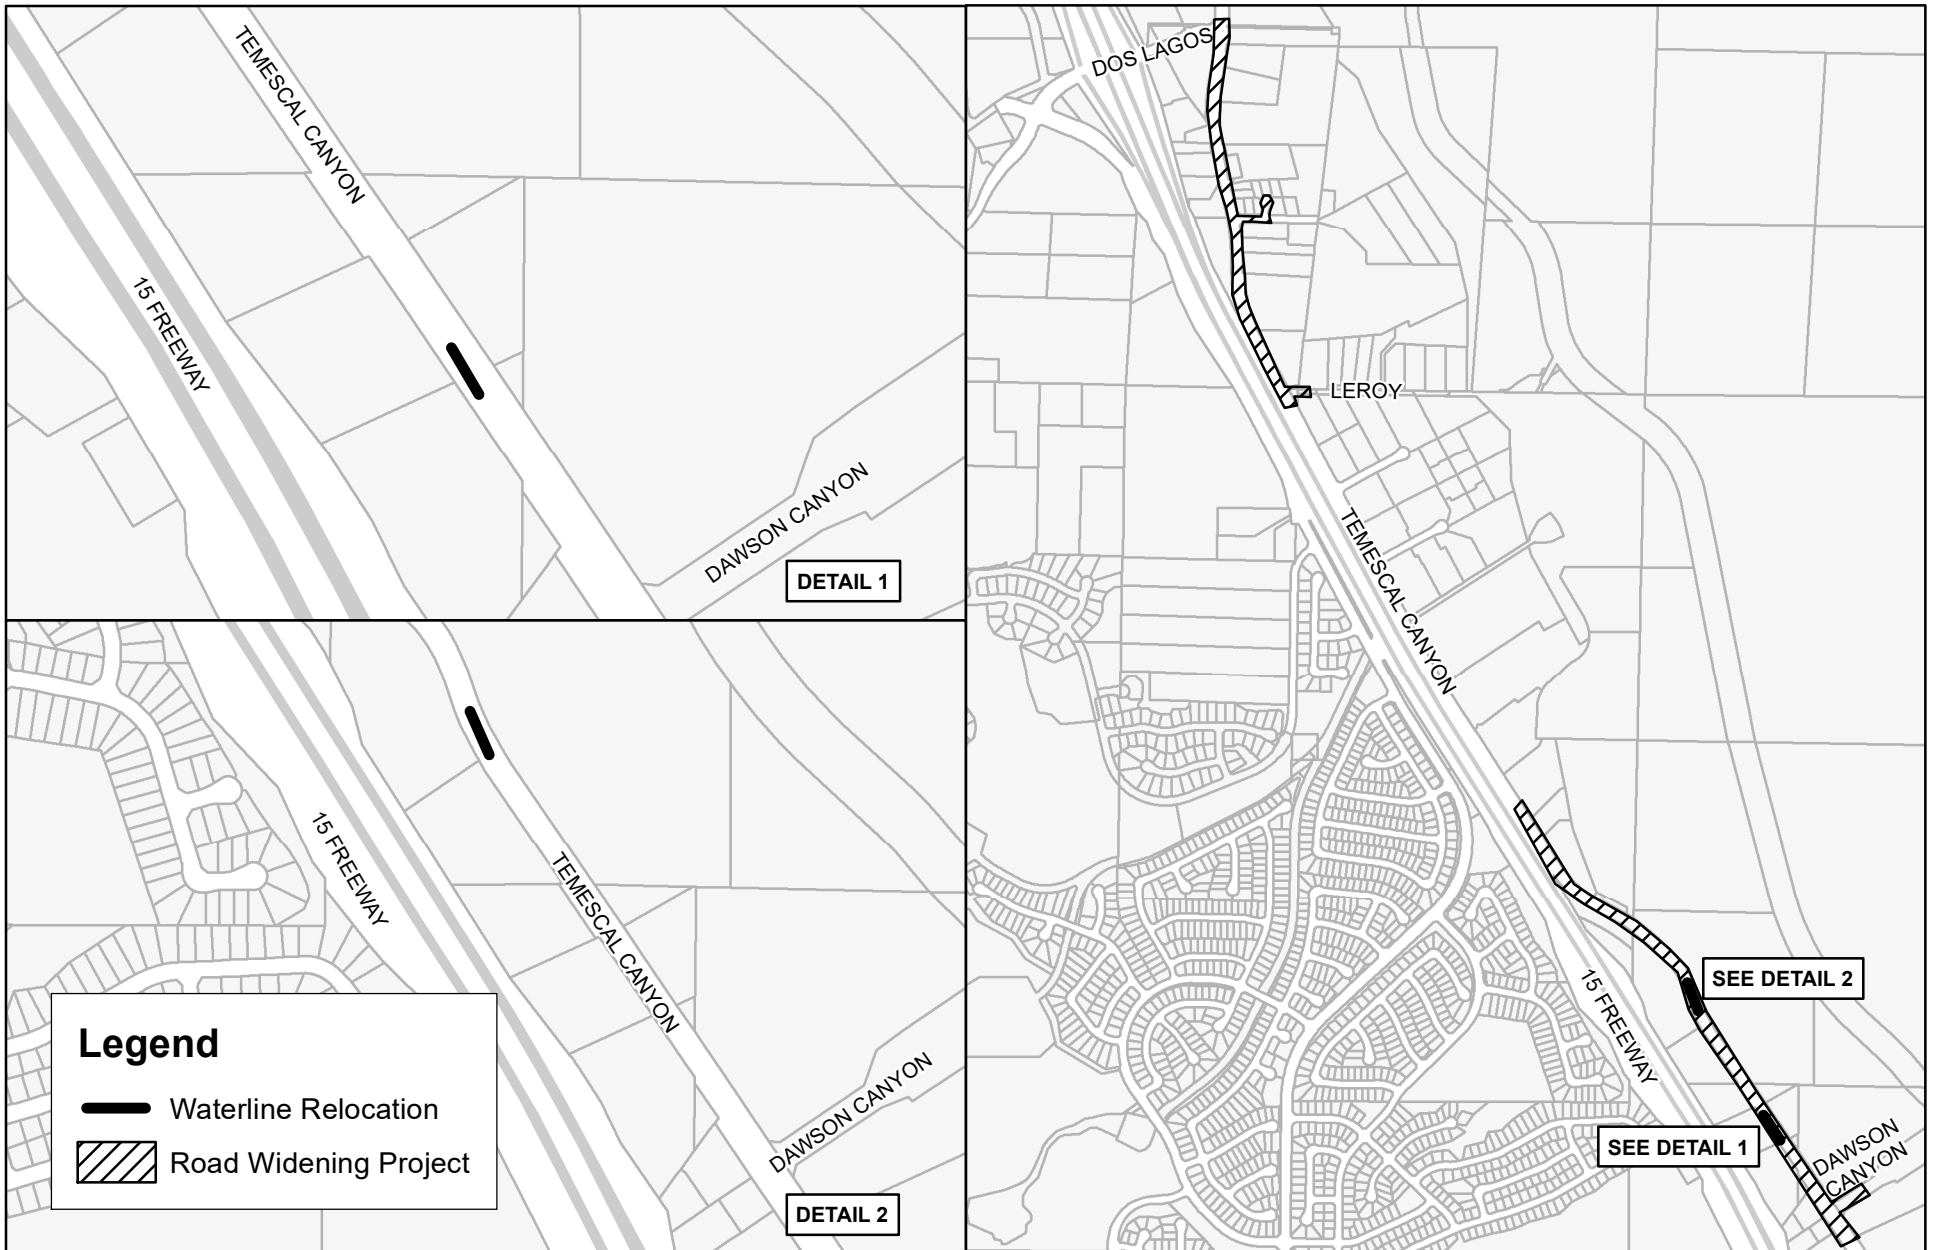 TEMESCAL CANYON
15 FREEWAY
DAWSON CANYON
DETAIL 1
15 FREEWAY
TEMESCAL CANYON
DAWSON CANYON
DETAIL 2
Legend
Waterline Relocation
Road Widening Project
DOS LAGOS
LEROY
TEMESCAL CANYON
15 FREEWAY
SEE DETAIL 2
SEE DETAIL 1
DAWSON
CANYON